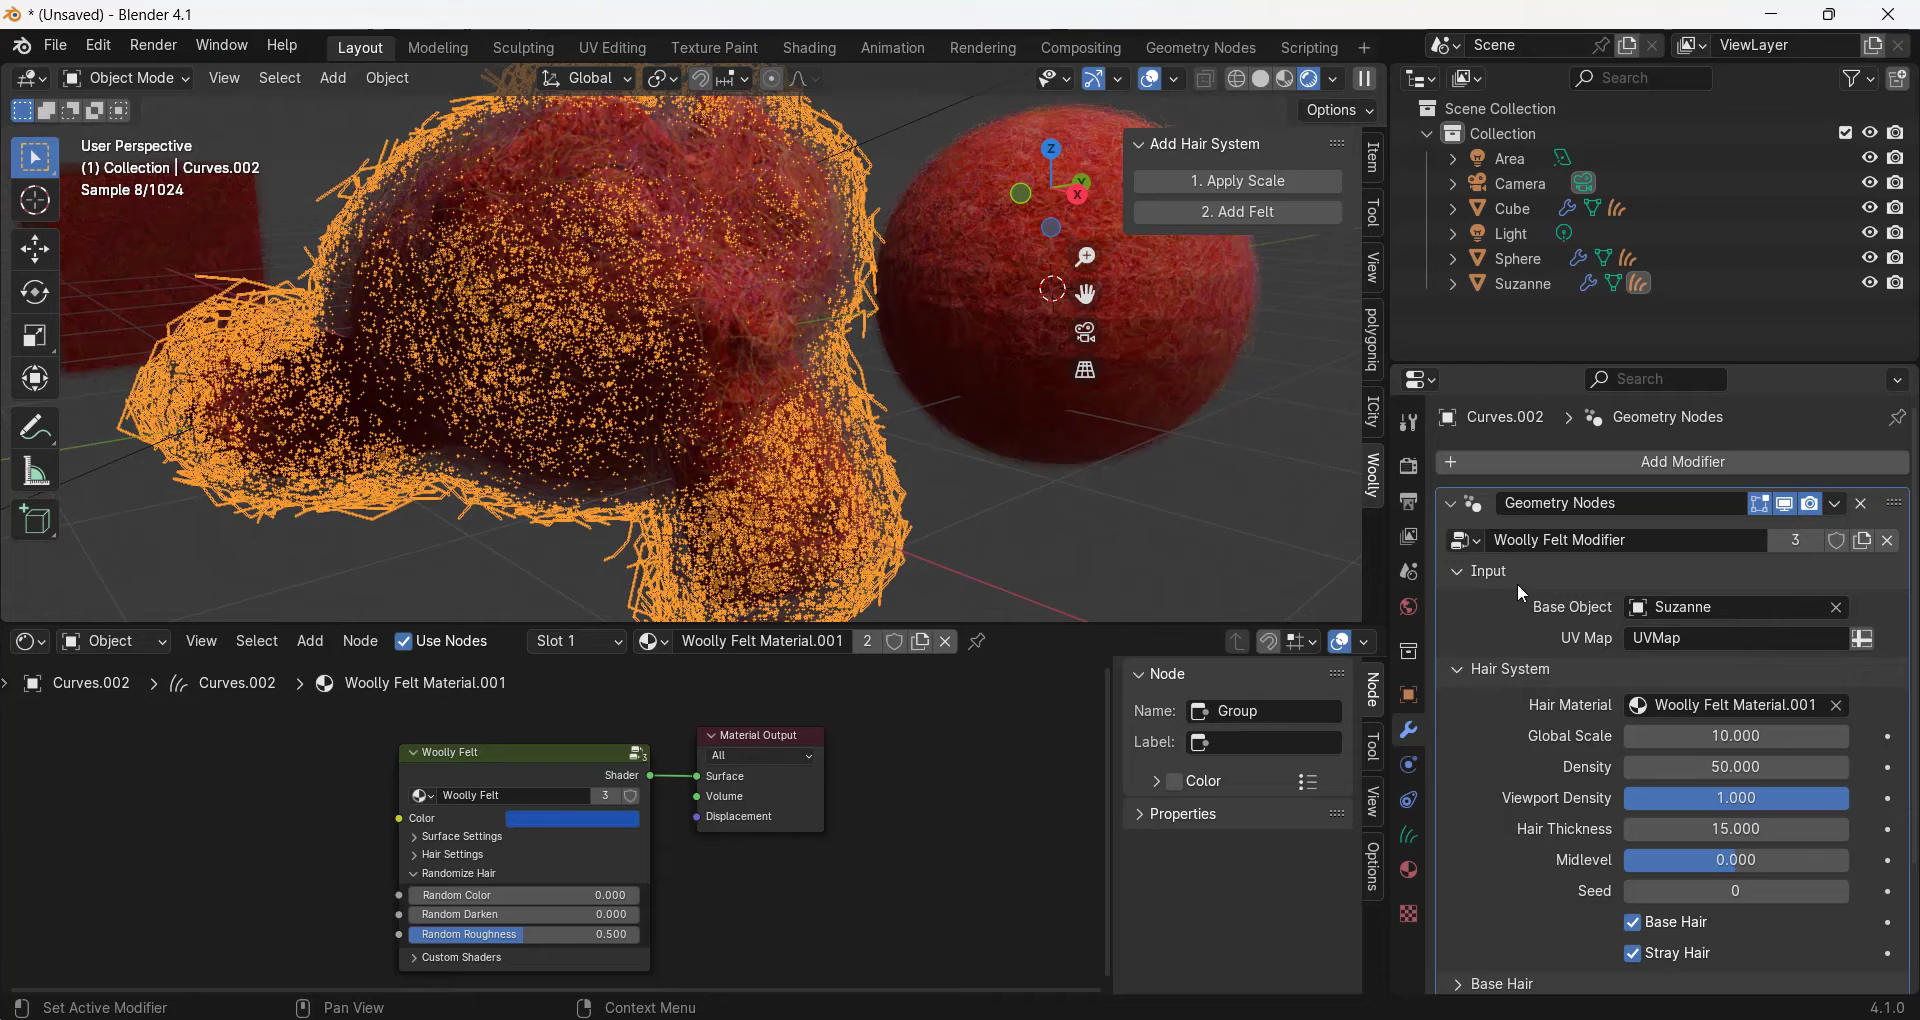 * (Unsaved) - Blender 4.1
File Edit Render Window Help
Layout Modeling Sculpting UV Editing Texture Paint Shading Animation Rendering Compositing Geometry Nodes Scripting +
Scene
ViewLayer
Object Mode View Select Add Object
Global
Search
Options
User Perspective
(1) Collection | Curves.002
Sample 8/1024
Z
Y
X
Add Hair System
1. Apply Scale
2. Add Felt
Item
Tool
View
polygoniq
ICity
Woolly
Scene Collection
Collection
Area
Camera
Cube
Light
Sphere
Suzanne
Search
Curves.002 > Geometry Nodes
+ Add Modifier
Geometry Nodes
Woolly Felt Modifier 3
Input
Base Object Suzanne
UV Map UVMap
Hair System
Hair Material Woolly Felt Material.001
Global Scale 10.000
Density 50.000
Viewport Density 1.000
Hair Thickness 15.000
Midlevel 0.000
Seed 0
Base Hair
Stray Hair
Base Hair
Object View Select Add Node Use Nodes Slot 1 Woolly Felt Material.001 2
Curves.002 > Curves.002 > Woolly Felt Material.001
Woolly Felt 3
Shader
Woolly Felt 3
Color
Surface Settings
Hair Settings
Randomize Hair
Random Color 0.000
Random Darken 0.000
Random Roughness 0.500
Custom Shaders
Material Output
All
Surface
Volume
Displacement
Node
Name: Group
Label:
Color
Properties
Node
Tool
View
Options
Set Active Modifier Pan View Context Menu 4.1.0